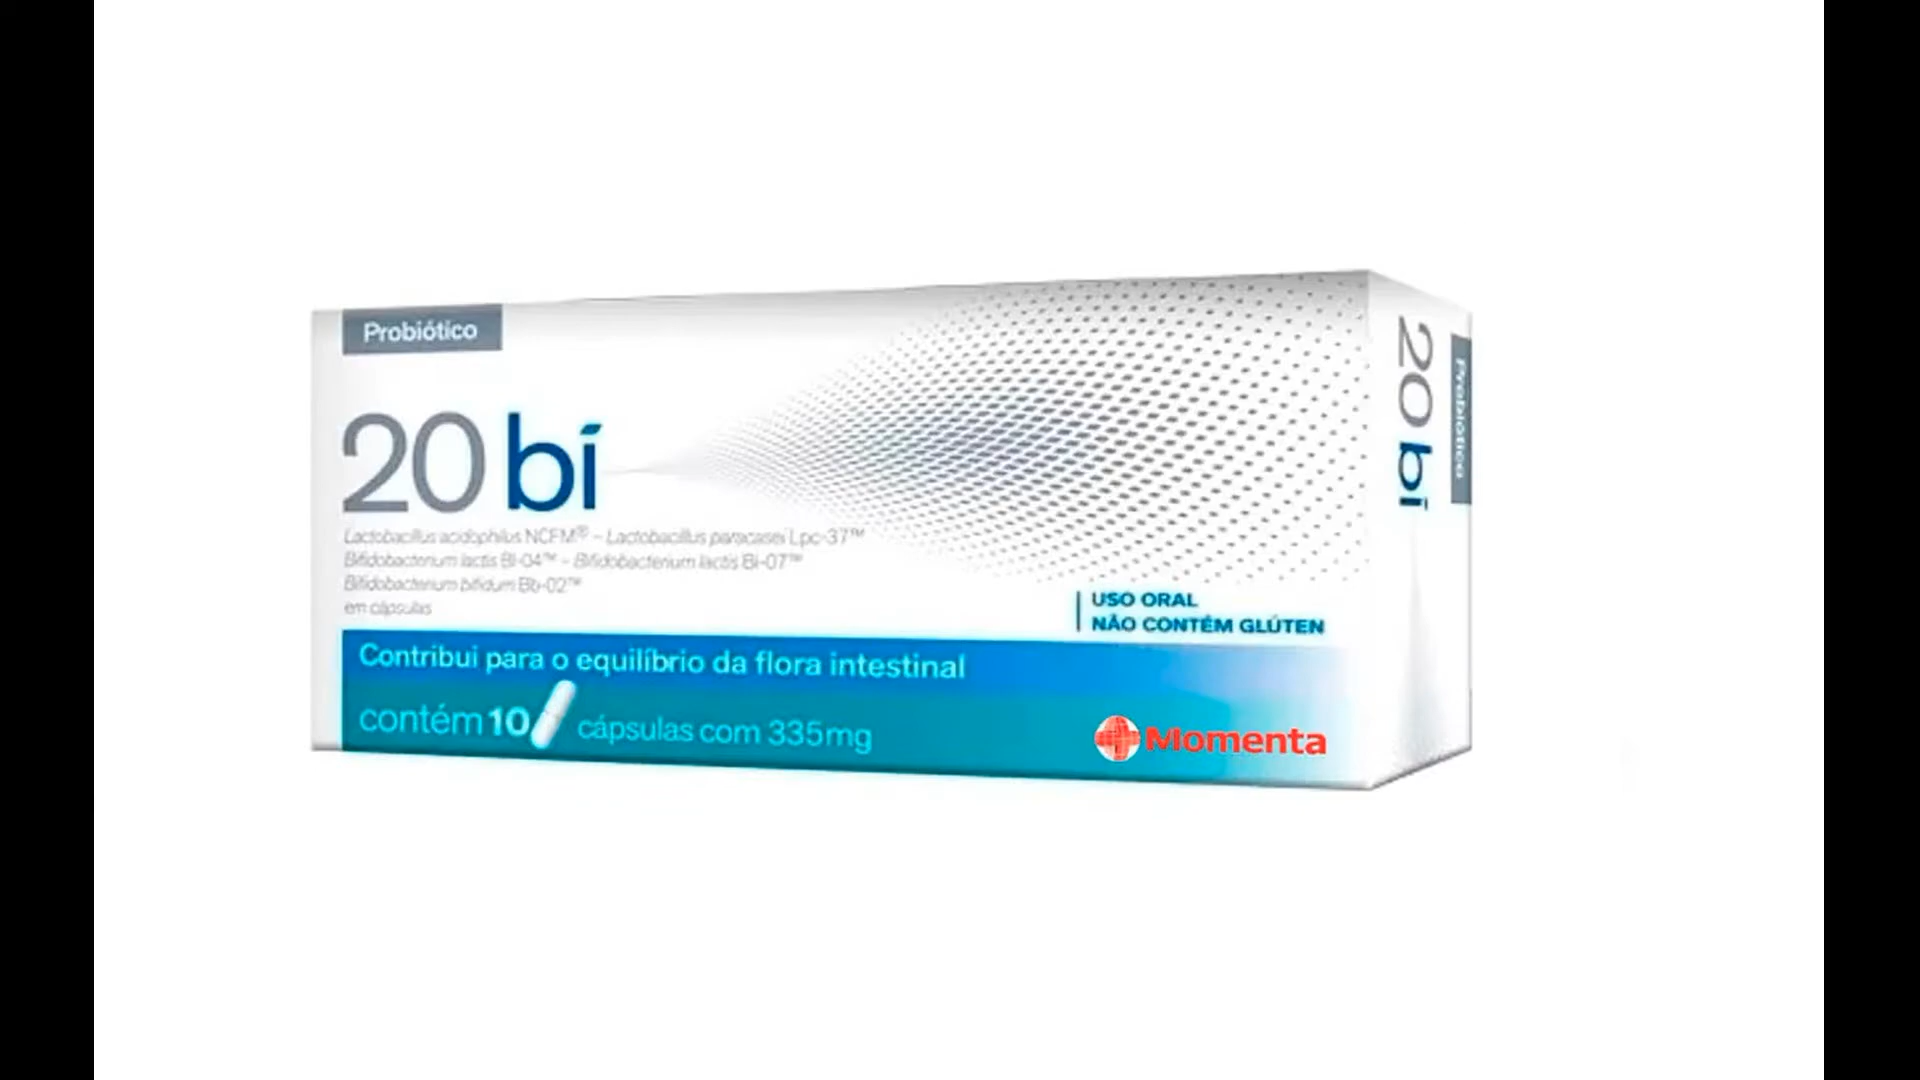 Probiótico
20 bí
Lactobacillus acidophilus NCFM® – Lactobacillus paracasei Lpc-37™
Bifidobacterium lactis Bl-04™ – Bifidobacterium lactis Bi-07™
Bifidobacterium bifidum Bb-02™
em cápsulas
USO ORAL
NÃO CONTÉM GLÚTEN
Contribui para o equilíbrio da flora intestinal
contém 10 cápsulas com 335mg
Momenta
20 bí
Probiótico